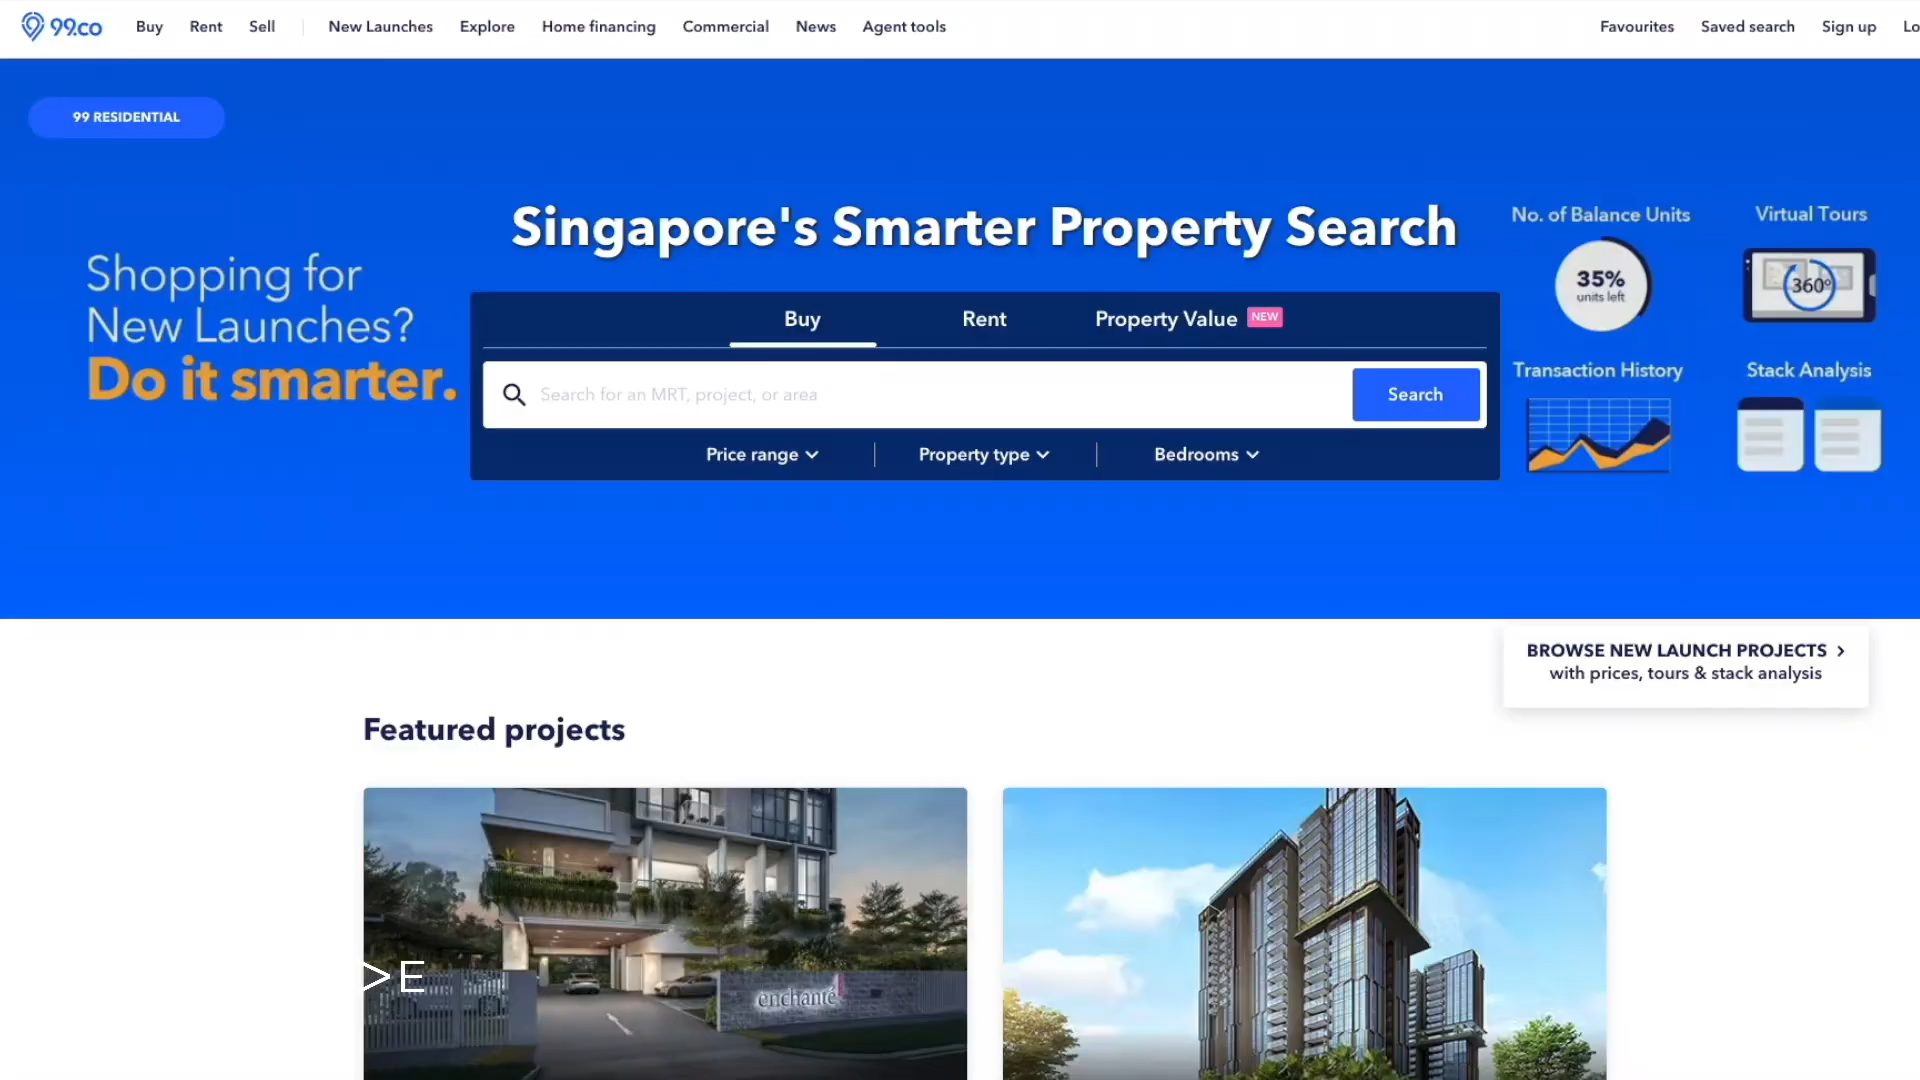 99.co Buy Rent Sell New Launches Explore Home financing Commercial News Agent tools Favourites Saved search Sign up Lo
99 RESIDENTIAL
Shopping for
New Launches?
Do it smarter.
Singapore's Smarter Property Search
Buy Rent Property Value NEW
Search for an MRT, project, or area Search
Price range Property type Bedrooms
No. of Balance Units
35%
units left
Virtual Tours
360°
Transaction History
Stack Analysis
BROWSE NEW LAUNCH PROJECTS >
with prices, tours & stack analysis
Featured projects
enchanté
> E